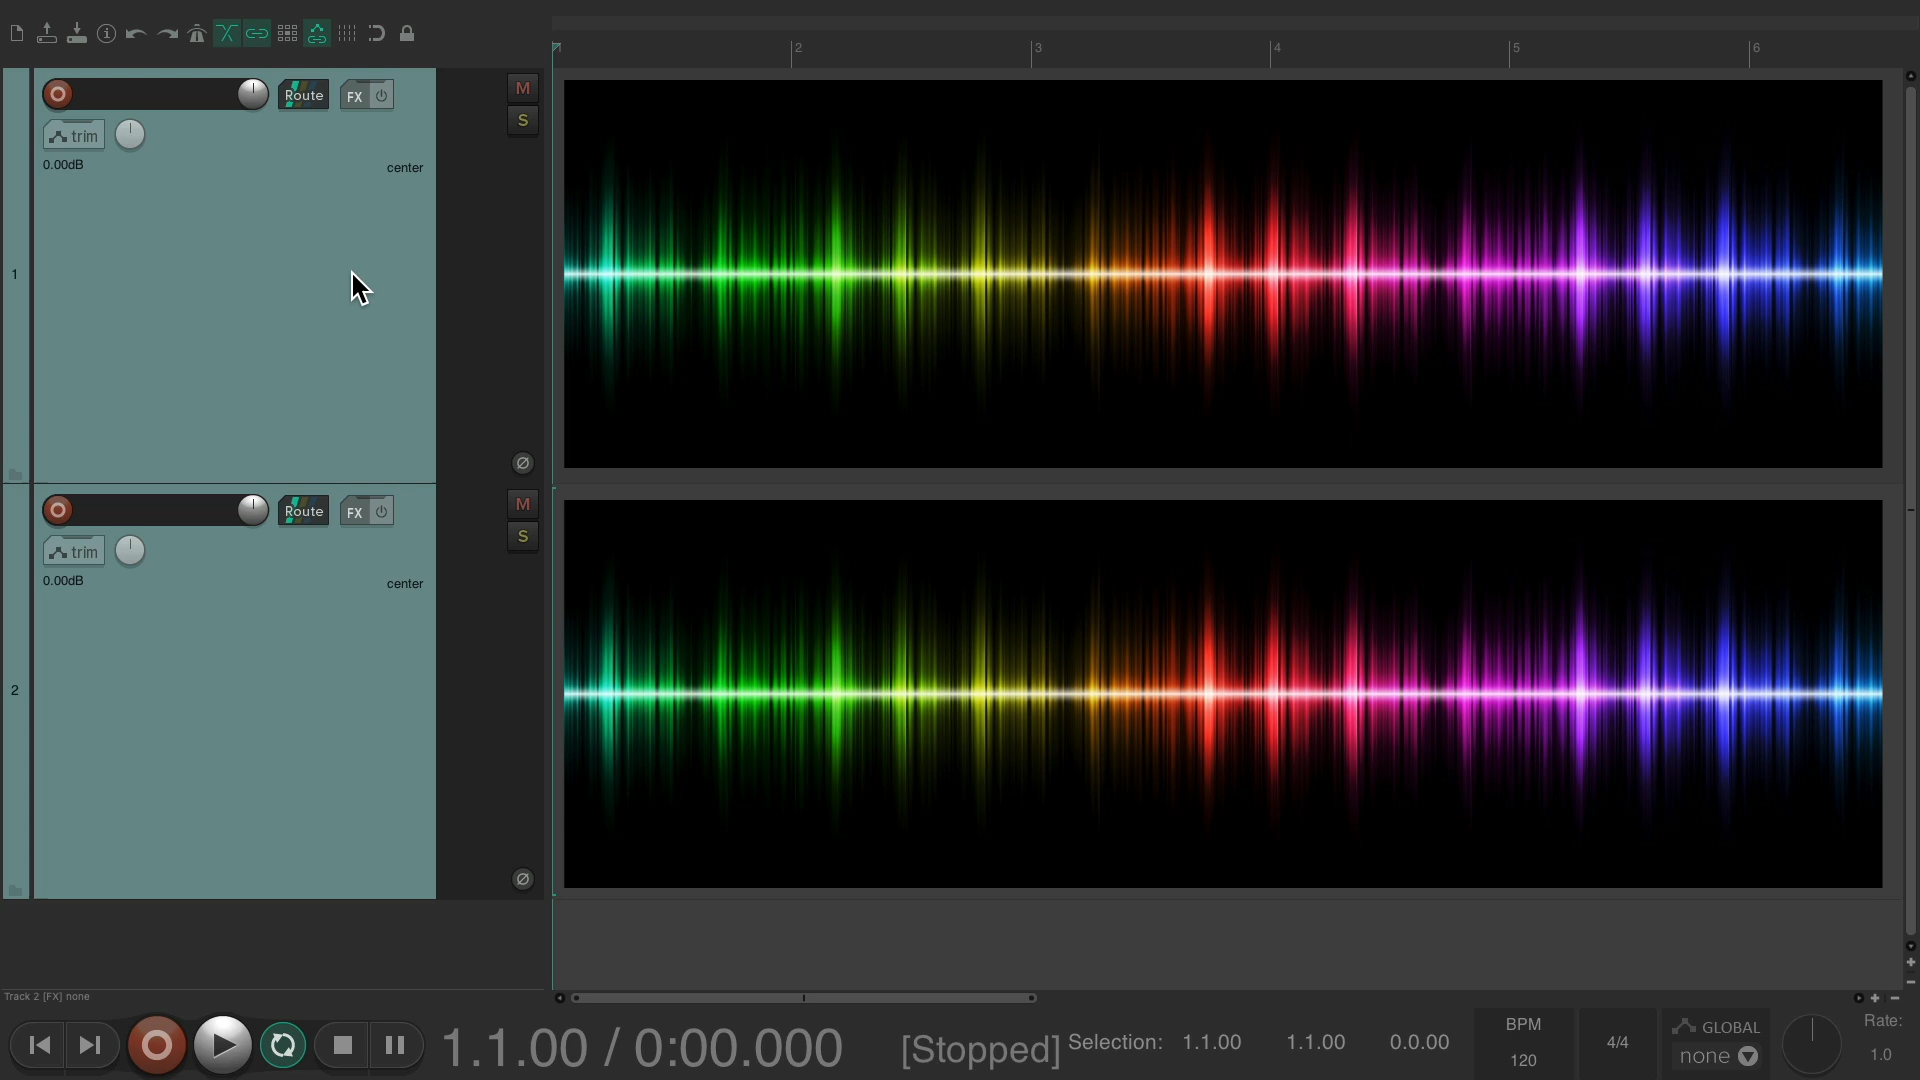 2 3 4 5 6
Route FX M
S
trim
0.00dB center
1
Route FX M
S
trim
0.00dB center
2
Track 2 [FX] none
1.1.00 / 0:00.000 [Stopped] Selection: 1.1.00 1.1.00 0.0.00
BPM
120
4/4
GLOBAL
none
Rate:
1.0